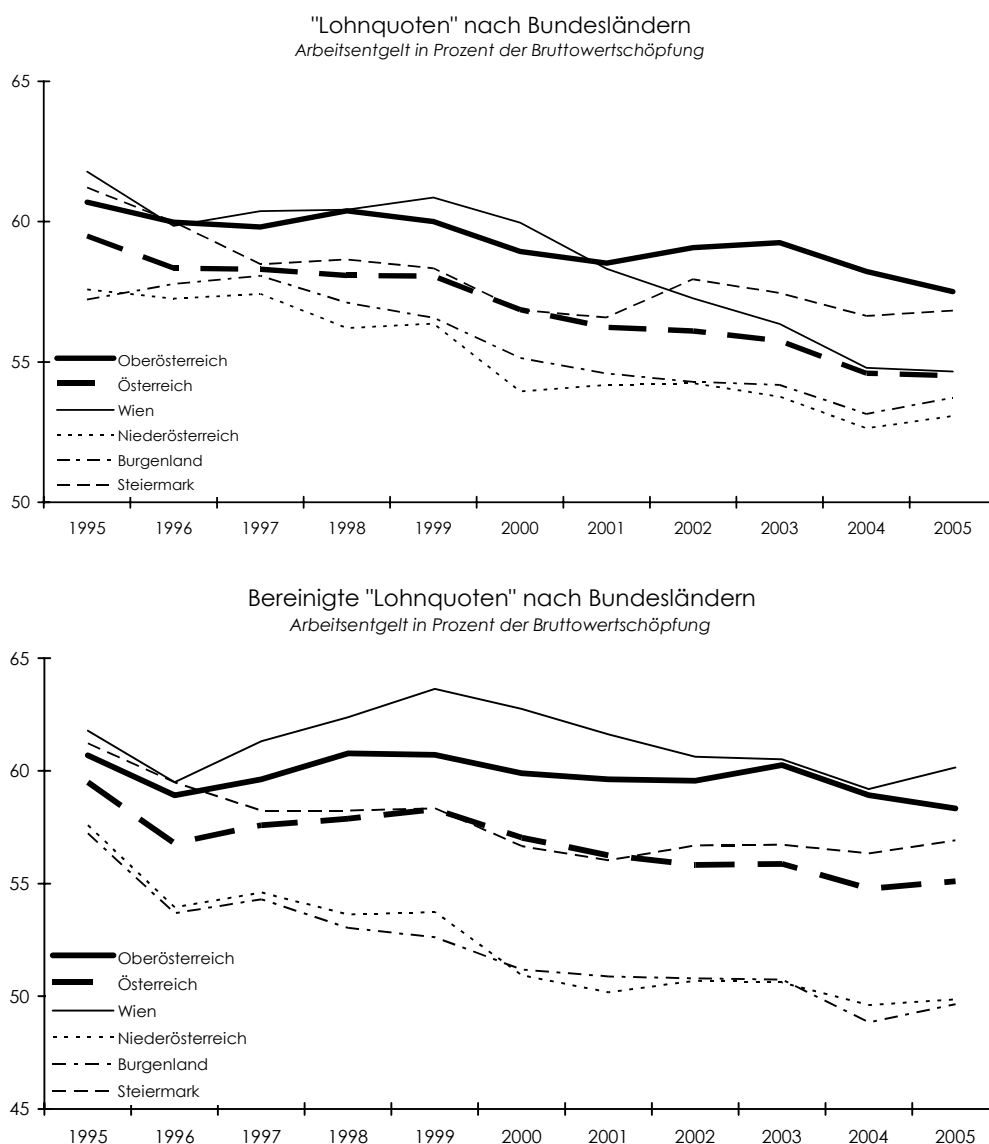 "Lohnquoten" nach Bundesländern
Arbeitsentgelt in Prozent der Bruttowertschöpfung
65
60
55
50
Oberösterreich
Österreich
Wien
Niederösterreich
Burgenland
Steiermark
1995 1996 1997 1998 1999 2000 2001 2002 2003 2004 2005
Bereinigte "Lohnquoten" nach Bundesländern
Arbeitsentgelt in Prozent der Bruttowertschöpfung
65
60
55
50
45
Oberösterreich
Österreich
Wien
Niederösterreich
Burgenland
Steiermark
1995 1996 1997 1998 1999 2000 2001 2002 2003 2004 2005